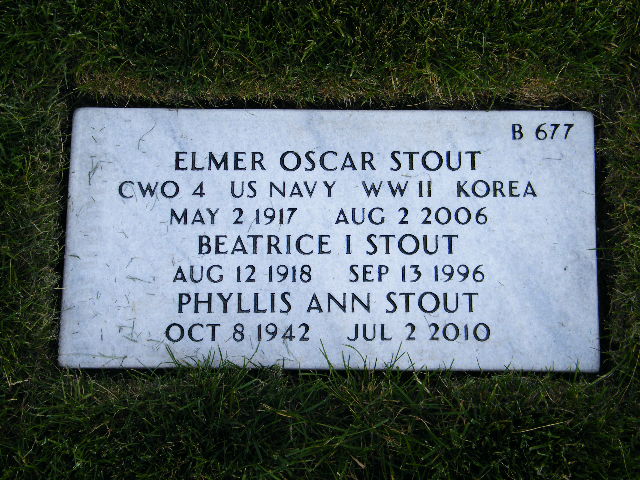 B 677
ELMER OSCAR STOUT
CWO 4 US NAVY WW II KOREA
MAY 2 1917 AUG 2 2006
BEATRICE I STOUT
AUG 12 1918 SEP 13 1996
PHYLLIS ANN STOUT
OCT 8 1942 JUL 2 2010